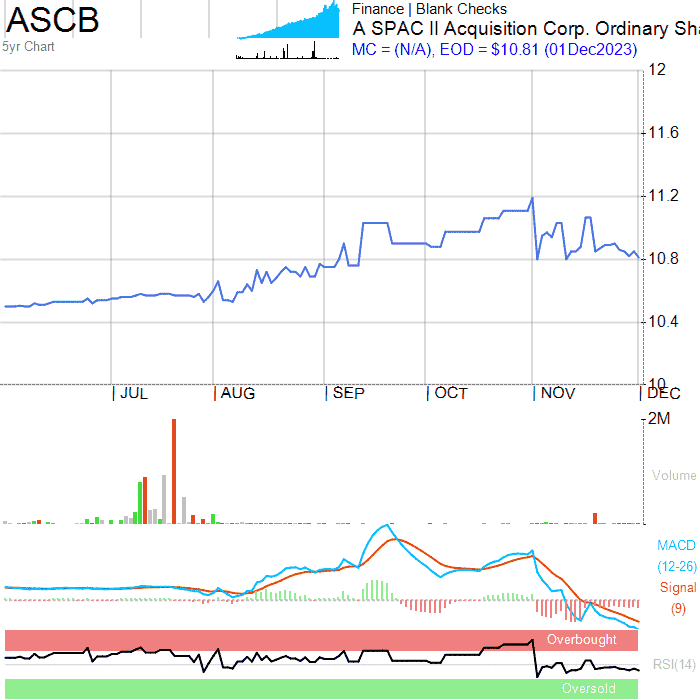 ASCB
5yr Chart
Finance | Blank Checks
A SPAC II Acquisition Corp. Ordinary Sha
MC = (N/A), EOD = $10.81 (01Dec2023)
12
11.6
11.2
10.8
10.4
10
JUL AUG SEP OCT NOV DEC
2M
Volume
MACD
(12-26)
Signal
(9)
Overbought
RSI(14)
Oversold